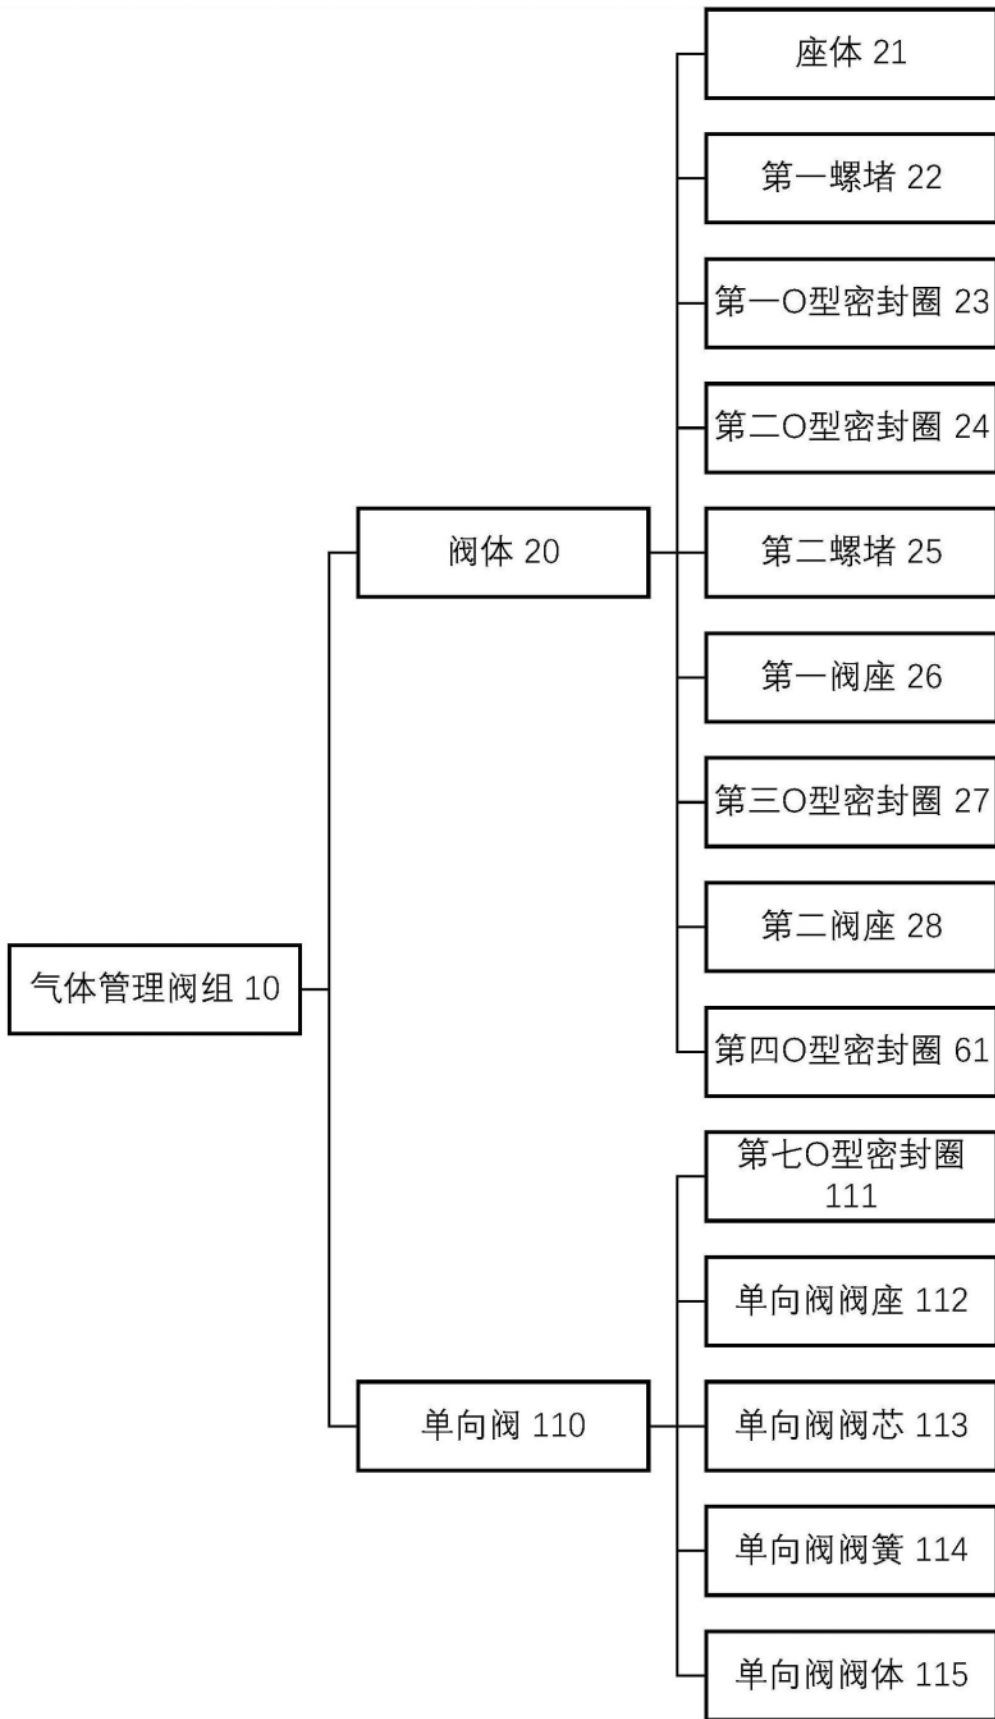 座体 21
第一螺堵 22
第一O型密封圈 23
第二O型密封圈 24
阀体 20
第二螺堵 25
第一阀座 26
第三O型密封圈 27
第二阀座 28
气体管理阀组 10
第四O型密封圈 61
第七O型密封圈
111
单向阀阀座 112
单向阀 110
单向阀阀芯 113
单向阀阀簧 114
单向阀阀体 115